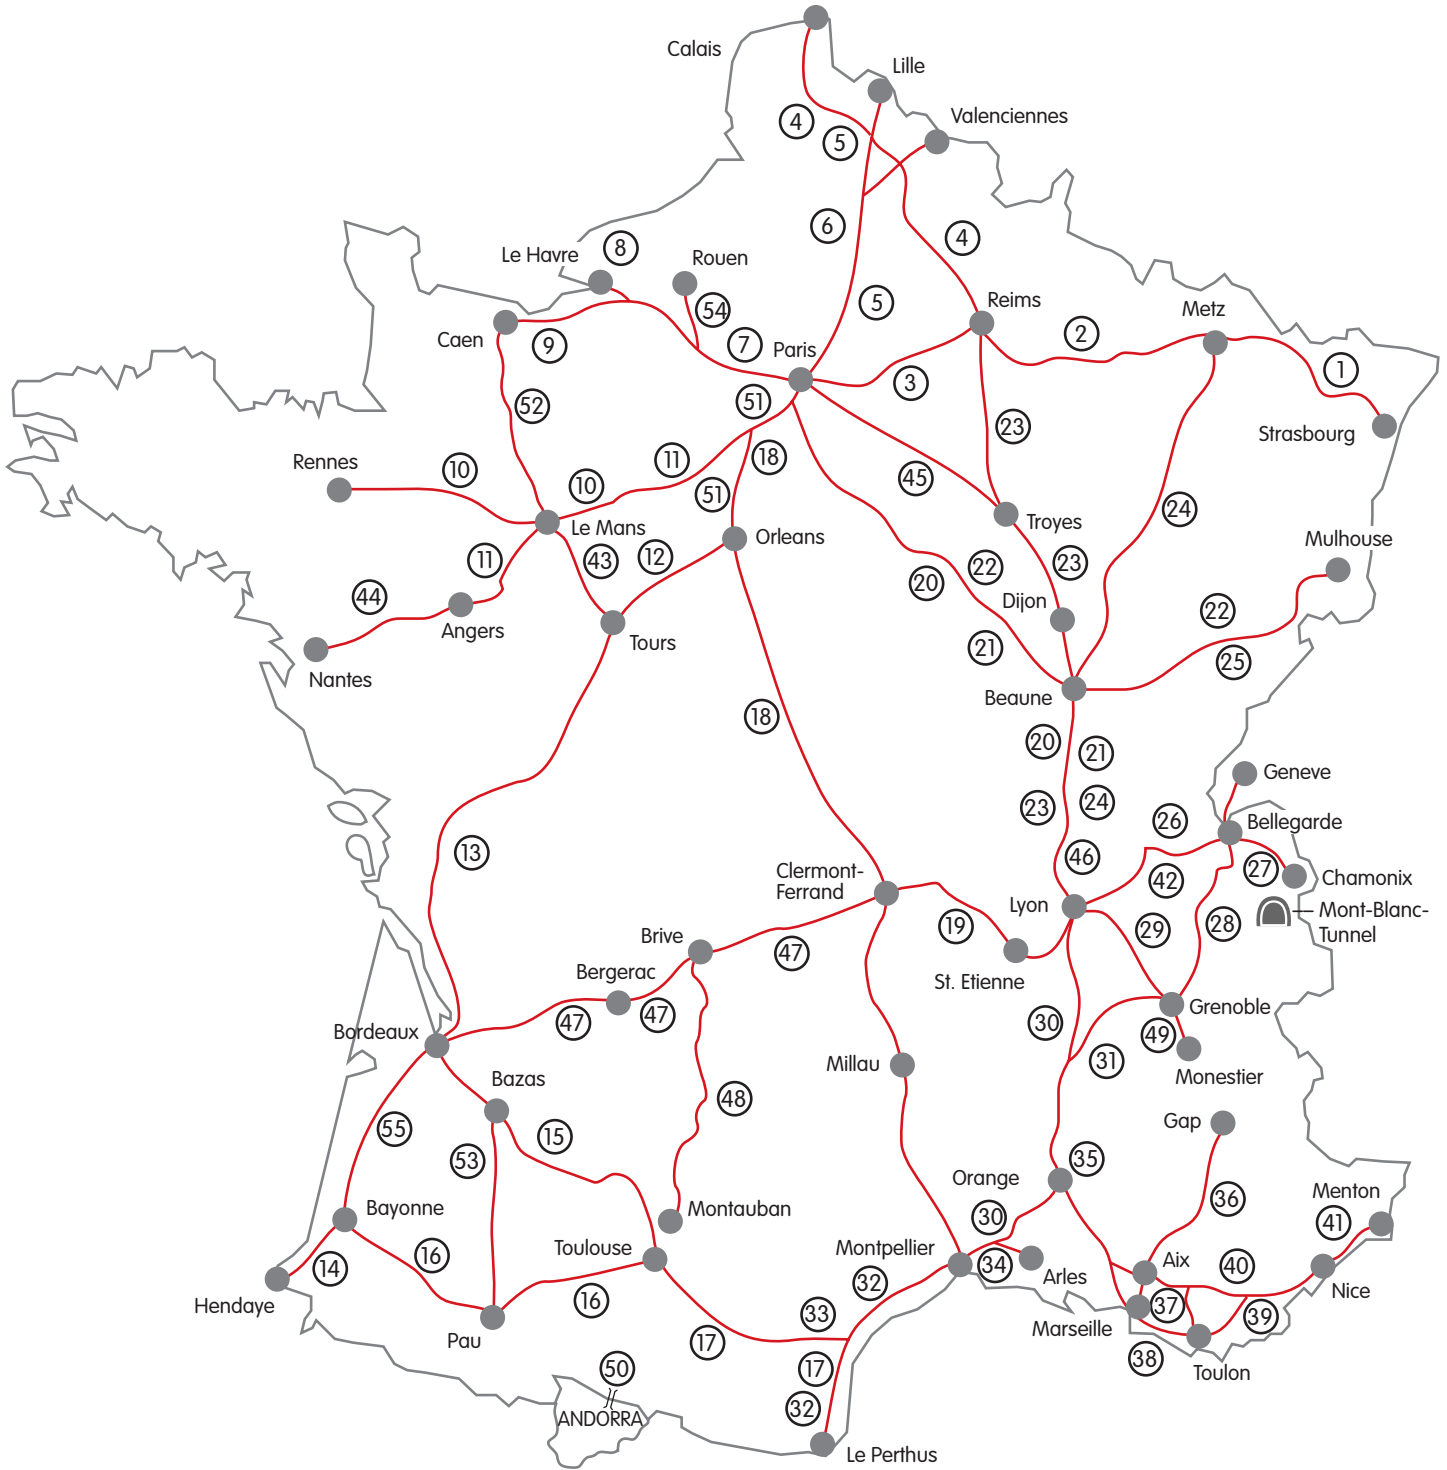 Calais
Lille
Valenciennes
4
5
6
4
Le Havre
8
Rouen
54
5
Reims
Metz
Caen
9
7
Paris
2
1
3
52
51
Strasbourg
23
Rennes
10
11
18
10
45
51
24
Le Mans
Troyes
Orleans
Mulhouse
43
12
11
22
23
20
44
Dijon
22
Angers
Tours
21
25
Nantes
Beaune
18
20
21
Geneve
23
24
26
Bellegarde
13
46
Clermont-
Ferrand
42
27
Chamonix
Lyon
Mont-Blanc-
Tunnel
19
29
28
Brive
47
Bergerac
St. Etienne
47
47
30
Grenoble
Bordeaux
49
31
Millau
Monestier
Bazas
48
Gap
55
15
53
35
Orange
36
Menton
Bayonne
Montauban
30
41
Toulouse
Montpellier
16
14
34
Aix
40
Arles
32
Nice
Hendaye
16
33
37
39
Pau
17
Marseille
38
Toulon
50
17
32
ANDORRA
Le Perthus